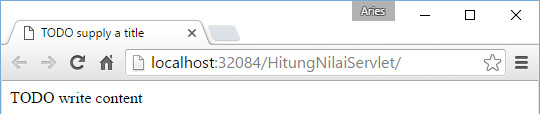 Aries
TODO supply a title
localhost:32084/HitungNilaiServlet/
TODO write content